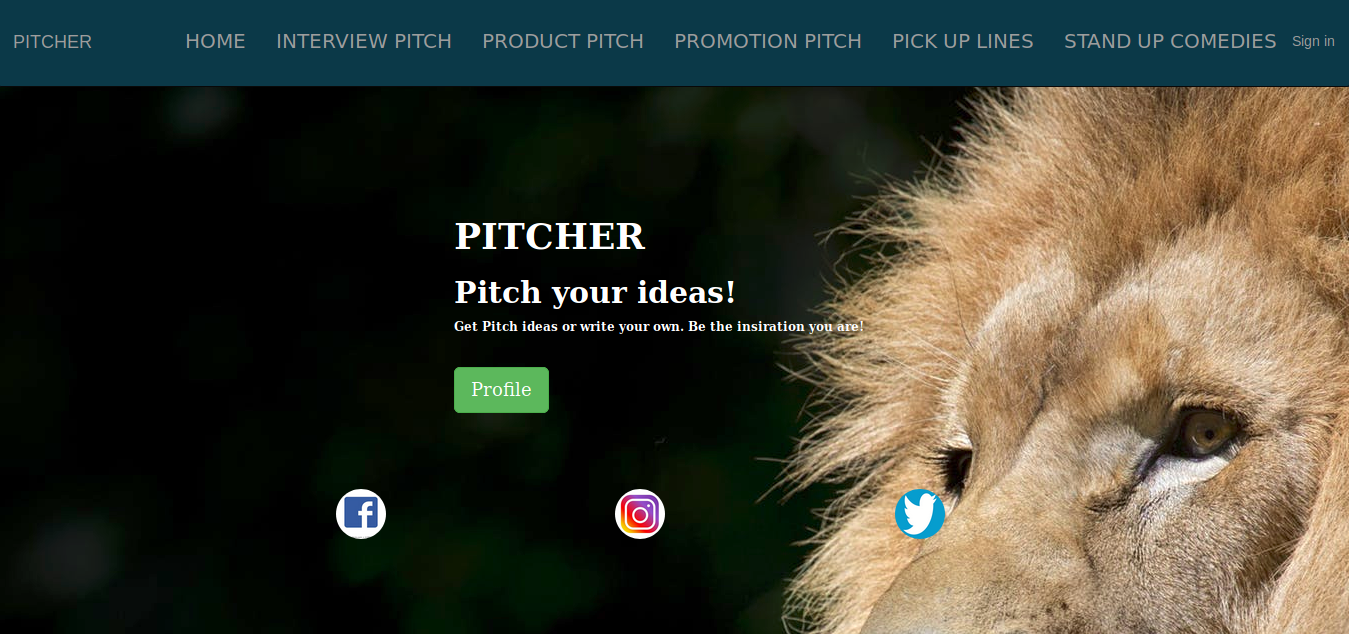 PITCHER HOME INTERVIEW PITCH PRODUCT PITCH PROMOTION PITCH PICK UP LINES STAND UP COMEDIES Sign in
PITCHER
Pitch your ideas!
Get Pitch ideas or write your own. Be the insiration you are!
Profile